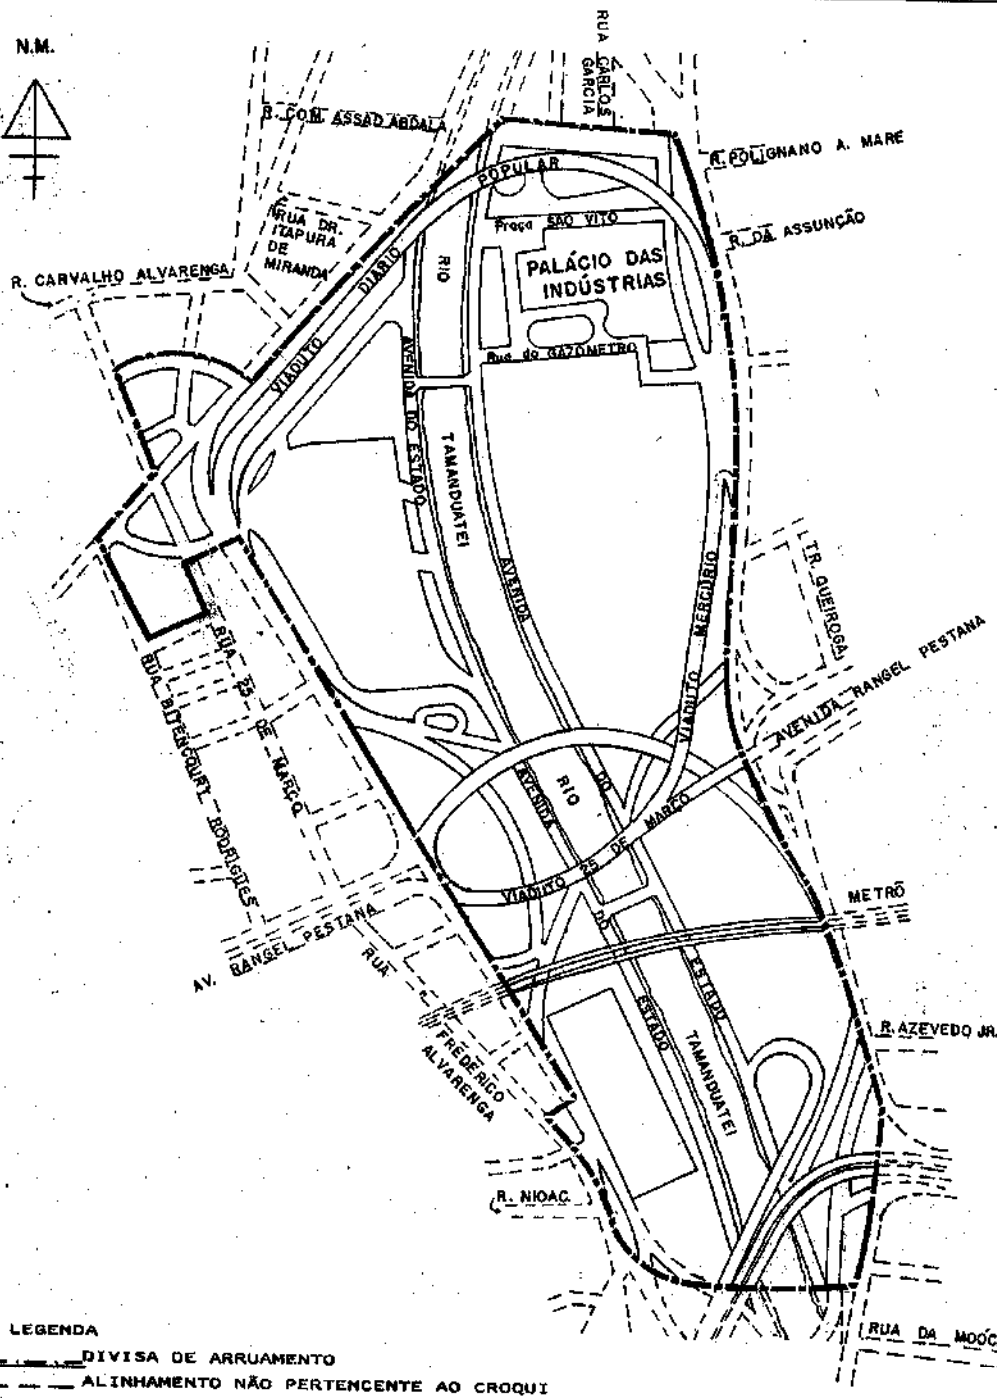 N.M.
RUA CARLOS
GARCIA
R. COM. ASSAD ABDALA
R. POLIGNANO A. MARE
POPULAR
RUA DR.
ITAPURA
DE
MIRANDA
Praça SÃO VITO
R. DA ASSUNÇÃO
R. CARVALHO ALVARENGA
DIÁRIO
RIO
PALÁCIO DAS
INDÚSTRIAS
VIADUTO
AVENIDA DO ESTADO
Rua do GAZÔMETRO
TAMANDUATEI
AVENIDA
VIADUTO MERCÚRIO
TR. QUEIROGA
RUA 25 DE MARÇO
RUA BITENCOURT RODRIGUES
AVENIDA RANGEL PESTANA
AVENIDA
RIO
DO
VIADUTO 25 DE MARÇO
METRÔ
AV. RANGEL PESTANA
DO
RUA
FREDERICO
ALVARENGA
ESTADO
ESTADO
TAMANDUATEI
R. AZEVEDO JR.
R. NIOAC
RUA DA MOÓC
LEGENDA
DIVISA DE ARRUAMENTO
ALINHAMENTO NÃO PERTENCENTE AO CROQUI